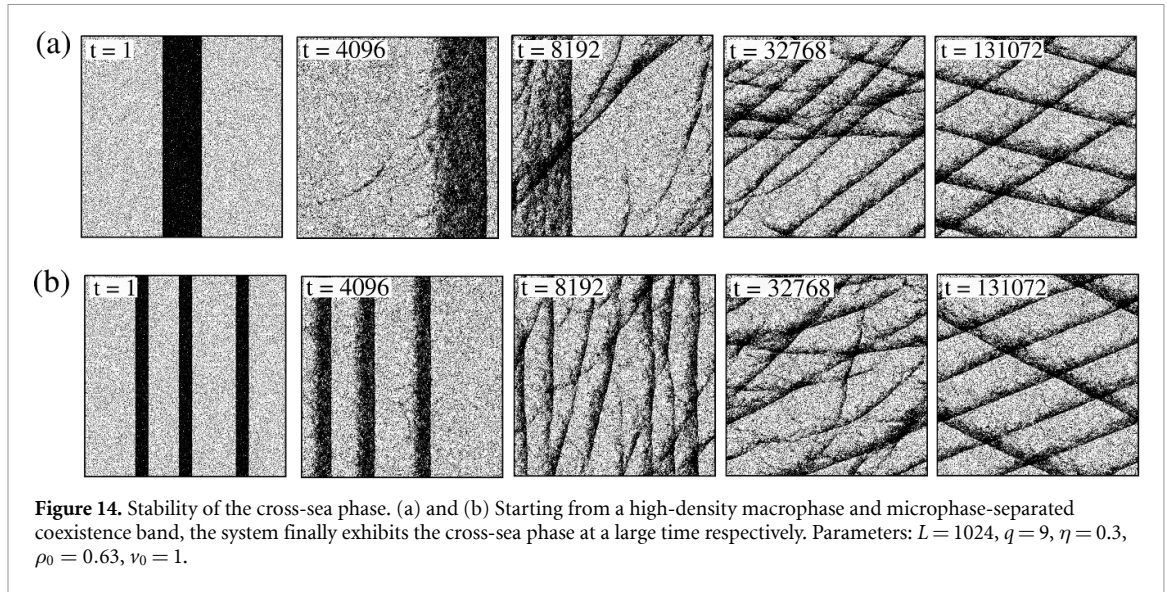 (a)
t = 1
t = 4096
t = 8192
t = 32768
t = 131072
(b)
t = 1
t = 4096
t = 8192
t = 32768
t = 131072
Figure 14. Stability of the cross-sea phase. (a) and (b) Starting from a high-density macrophase and microphase-separated
coexistence band, the system finally exhibits the cross-sea phase at a large time respectively. Parameters: L = 1024, q = 9, η = 0.3,
ρ₀ = 0.63, v₀ = 1.